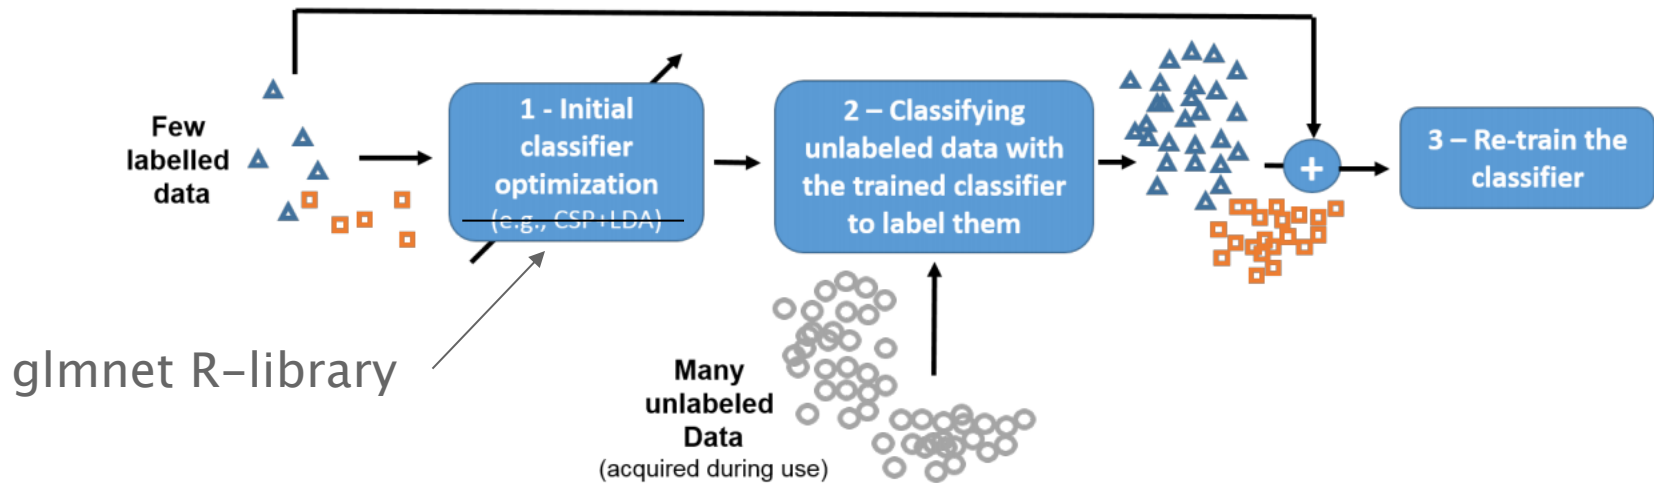 Few
labelled
data
1 - Initial
classifier
optimization
(e.g., CSP+LDA)
2 – Classifying
unlabeled data with
the trained classifier
to label them
+
3 – Re-train the
classifier
glmnet R-library
Many
unlabeled
Data
(acquired during use)